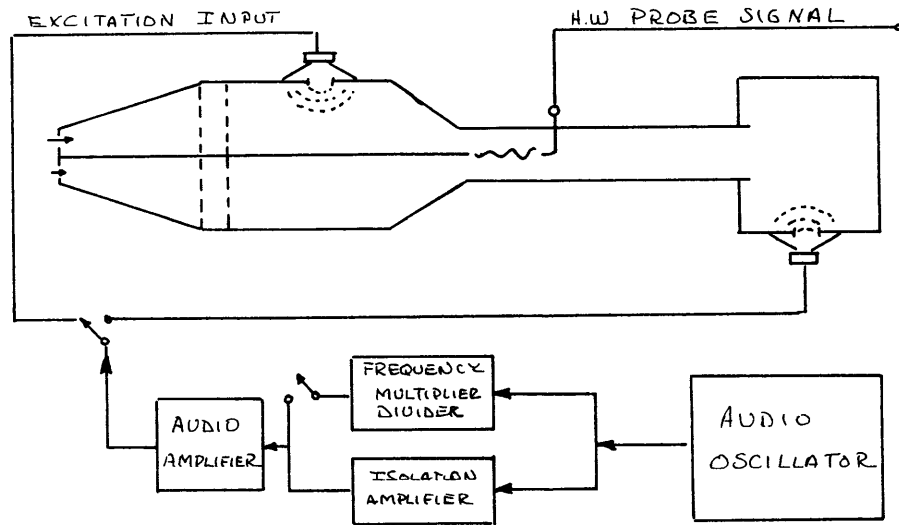 EXCITATION INPUT
H.W PROBE SIGNAL
FREQUENCY
MULTIPLIER
DIVIDER
AUDIO
AMPLIFIER
ISOLATION
AMPLIFIER
AUDIO
OSCILLATOR